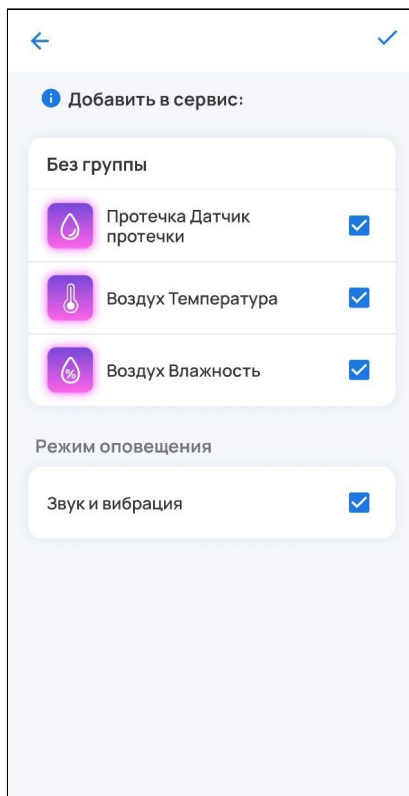 Добавить в сервис:
Без группы
Протечка Датчик
протечки
Воздух Температура
%
Воздух Влажность
Режим оповещения
Звук и вибрация